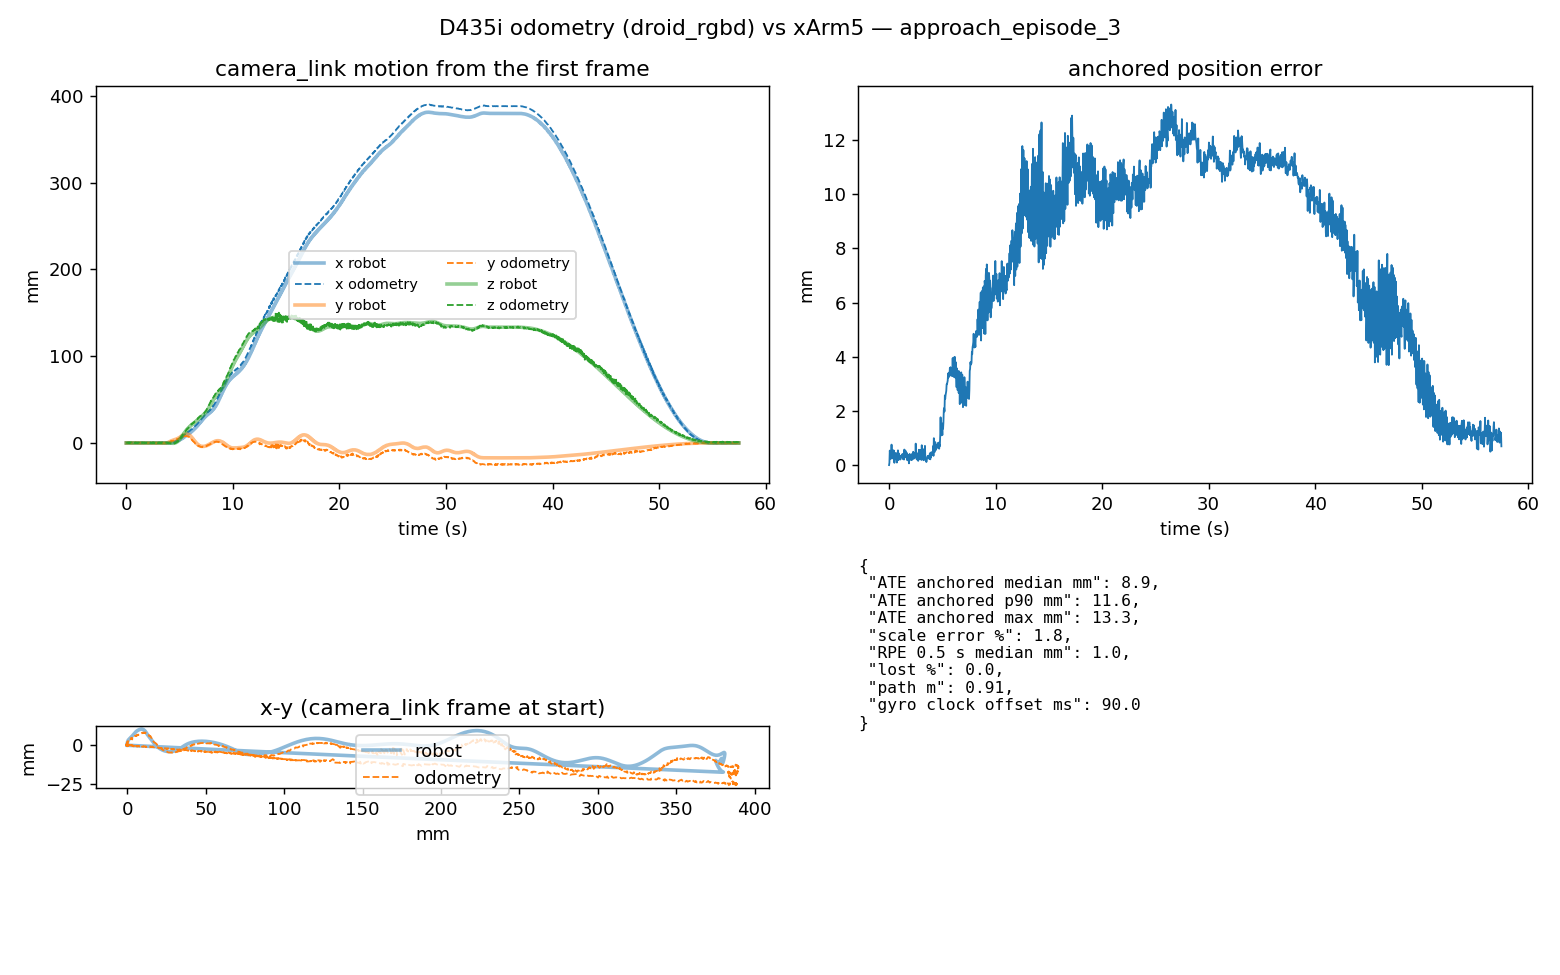 D435i odometry (droid_rgbd) vs xArm5 — approach_episode_3
camera_link motion from the first frame
400
300
200
100
0
mm
x robot
x odometry
y robot
y odometry
z robot
z odometry
0 10 20 30 40 50 60
time (s)
anchored position error
12
10
8
6
4
2
0
mm
0 10 20 30 40 50 60
time (s)
x-y (camera_link frame at start)
0
−25
mm
robot
odometry
0 50 100 150 200 250 300 350 400
mm
{
"ATE anchored median mm": 8.9,
"ATE anchored p90 mm": 11.6,
"ATE anchored max mm": 13.3,
"scale error %": 1.8,
"RPE 0.5 s median mm": 1.0,
"lost %": 0.0,
"path m": 0.91,
"gyro clock offset ms": 90.0
}